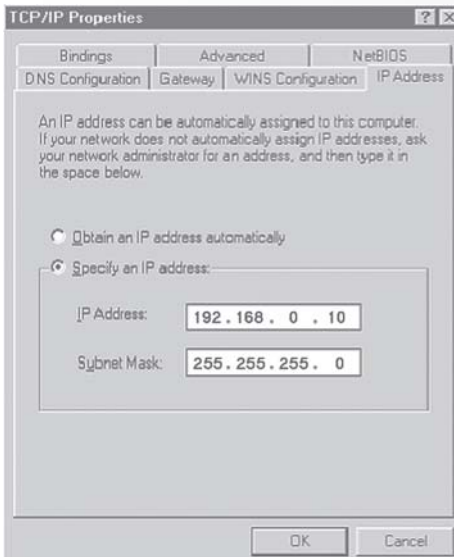 TCP/IP Properties
Bindings Advanced NetBIOS
DNS Configuration Gateway WINS Configuration IP Address
An IP address can be automatically assigned to this computer.
If your network does not automatically assign IP addresses, ask
your network administrator for an address, and then type it in
the space below.
Obtain an IP address automatically
Specify an IP address:
IP Address: 192.168. 0 .10
Subnet Mask: 255.255.255. 0
OK Cancel